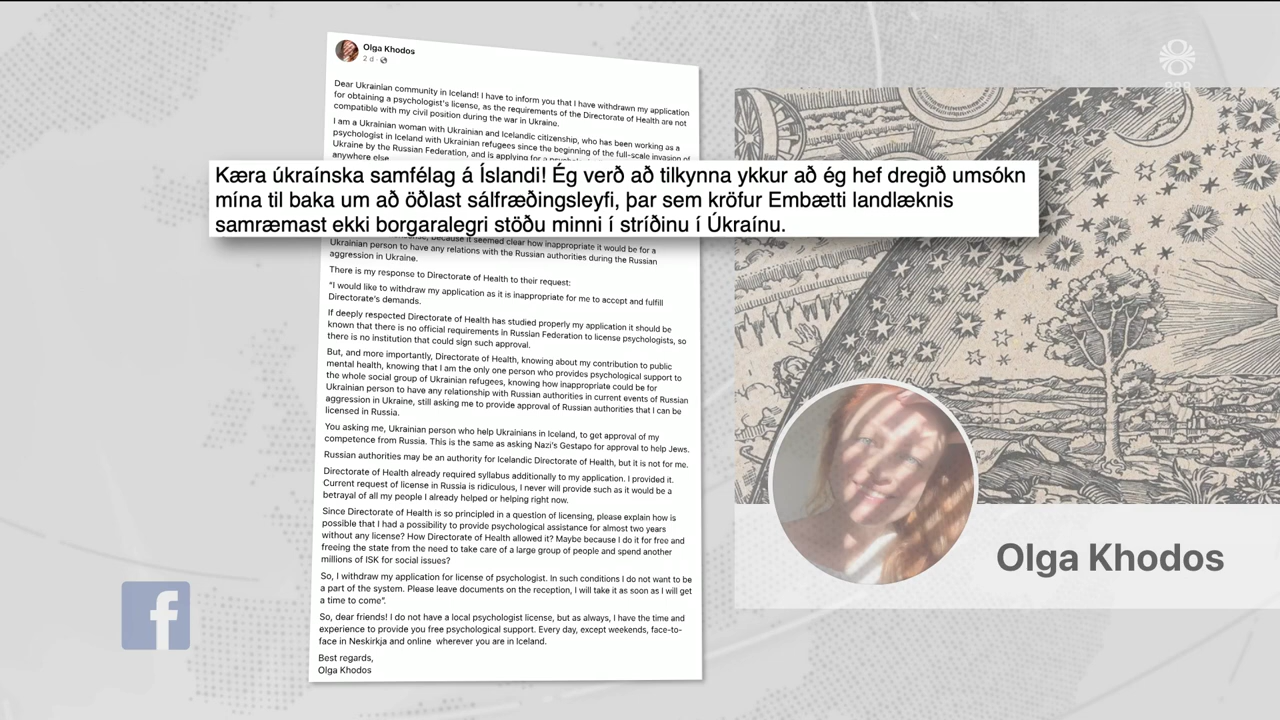 Olga Khodos
2 d
Dear Ukrainian community in Iceland! I have to inform you that I have withdrawn my application
for obtaining a psychologist's license, as the requirements of the Directorate of Health are not
compatible with my civil position during the war in Ukraine.
I am a Ukrainian woman with Ukrainian and Icelandic citizenship, who has been working as a
psychologist in Iceland with Ukrainian refugees since the beginning of the full-scale invasion of
Ukraine by the Russian Federation, and is applying for a
anywhere else
Kæra úkraínska samfélag á Íslandi! Ég verð að tilkynna ykkur að ég hef dregið umsókn
mína til baka um að öðlast sálfræðingsleyfi, þar sem kröfur Embætti landlæknis
samræmast ekki borgaralegri stöðu minni í stríðinu í Úkraínu.
because it seemed clear how inappropriate it would be for a
Ukrainian person to have any relations with the Russian authorities during the Russian
aggression in Ukraine.
There is my response to Directorate of Health to their request:
"I would like to withdraw my application as it is inappropriate for me to accept and fulfill
Directorate's demands.
If deeply respected Directorate of Health has studied properly my application it should be
known that there is no official requirements in Russian Federation to license psychologists, so
there is no institution that could sign such approval.
But, and more importantly, Directorate of Health, knowing about my contribution to public
mental health, knowing that I am the only one person who provides psychological support to
the whole social group of Ukrainian refugees, knowing how inappropriate could be for
Ukrainian person to have any relationship with Russian authorities in current events of Russian
aggression in Ukraine, still asking me to provide approval of Russian authorities that I can be
licensed in Russia.
You asking me, Ukrainian person who help Ukrainians in Iceland, to get approval of my
competence from Russia. This is the same as asking Nazi's Gestapo for approval to help Jews.
Russian authorities may be an authority for Icelandic Directorate of Health, but it is not for me.
Directorate of Health already required syllabus additionally to my application. I provided it.
Current request of license in Russia is ridiculous, I never will provide such as it would be a
betrayal of all my people I already helped or helping right now.
Since Directorate of Health is so principled in a question of licensing, please explain how is
possible that I had a possibility to provide psychological assistance for almost two years
without any license? How Directorate of Health allowed it? Maybe because I do it for free and
freeing the state from the need to take care of a large group of people and spend another
millions of ISK for social issues?
So, I withdraw my application for license of psychologist. In such conditions I do not want to be
a part of the system. Please leave documents on the reception, I will take it as soon as I will get
a time to come".
So, dear friends! I do not have a local psychologist license, but as always, I have the time and
experience to provide you free psychological support. Every day, except weekends, face-to-
face in Neskirkja and online wherever you are in Iceland.
Best regards,
Olga Khodos
Olga Khodos